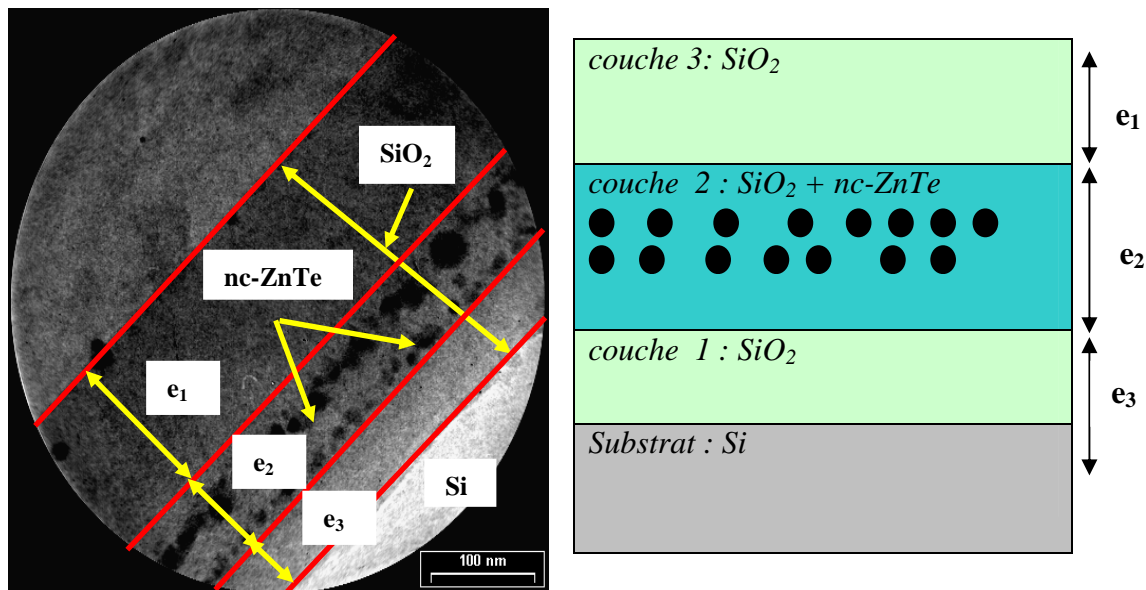 SiO₂
nc-ZnTe
e₁
e₂
e₃
Si
100 nm
couche 3: SiO₂
e₁
couche 2 : SiO₂ + nc-ZnTe
e₂
couche 1 : SiO₂
e₃
Substrat : Si